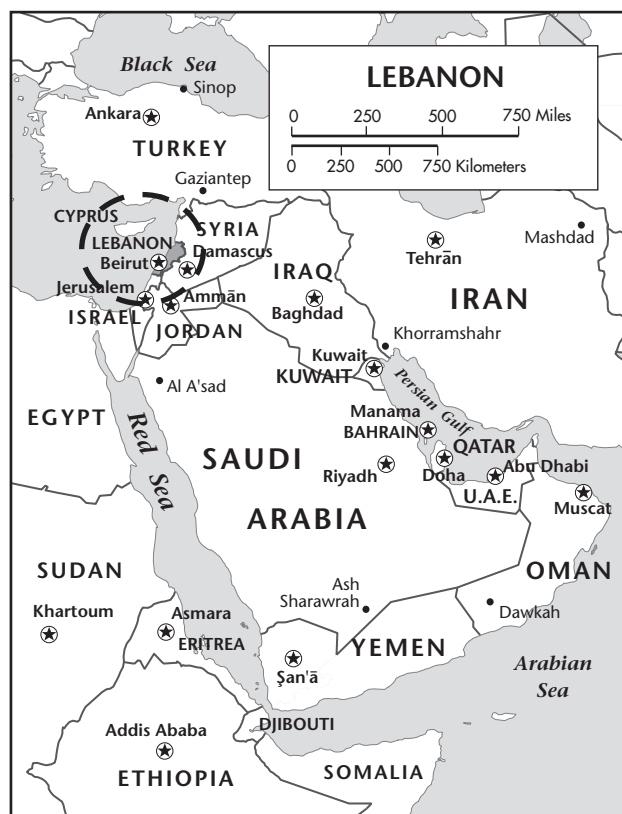 Black Sea
Sinop
LEBANON
0 250 500 750 Miles
0 250 500 750 Kilometers
Ankara
TURKEY
Gaziantep
CYPRUS
SYRIA
LEBANON
Beirut
Damascus
Tehrān
Mashdad
IRAQ
Jerusalem
Ammān
Baghdad
IRAN
ISRAEL
JORDAN
Khorramshahr
Kuwait
KUWAIT
Al A'sad
Persian Gulf
EGYPT
Red Sea
Manama
BAHRAIN
SAUDI
QATAR
Riyadh
Doha
Abu Dhabi
U.A.E.
Muscat
ARABIA
SUDAN
OMAN
Ash
Sharawrah
Dawkah
Khartoum
Asmara
ERITREA
YEMEN
Şan'ā
Arabian
Sea
DJIBOUTI
Addis Ababa
ETHIOPIA
SOMALIA